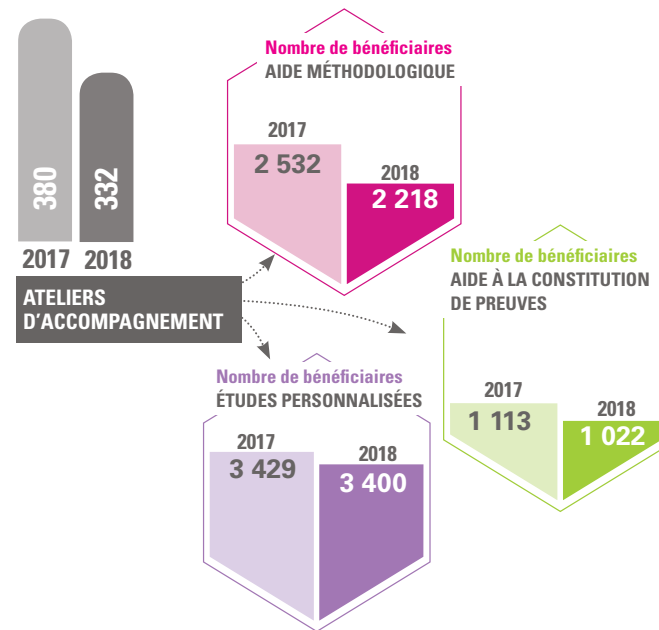 380
332
2017 2018
ATELIERS
D'ACCOMPAGNEMENT
Nombre de bénéficiaires
AIDE MÉTHODOLOGIQUE
2017
2 532
2018
2 218
Nombre de bénéficiaires
AIDE À LA CONSTITUTION
DE PREUVES
2017
1 113
2018
1 022
Nombre de bénéficiaires
ÉTUDES PERSONNALISÉES
2017
3 429
2018
3 400